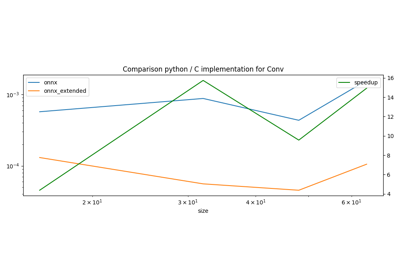 Comparison python / C implementation for Conv
onnx
onnx_extended
speedup
10⁻³
10⁻⁴
16
14
12
10
8
6
4
2 × 10¹
3 × 10¹
4 × 10¹
6 × 10¹
size